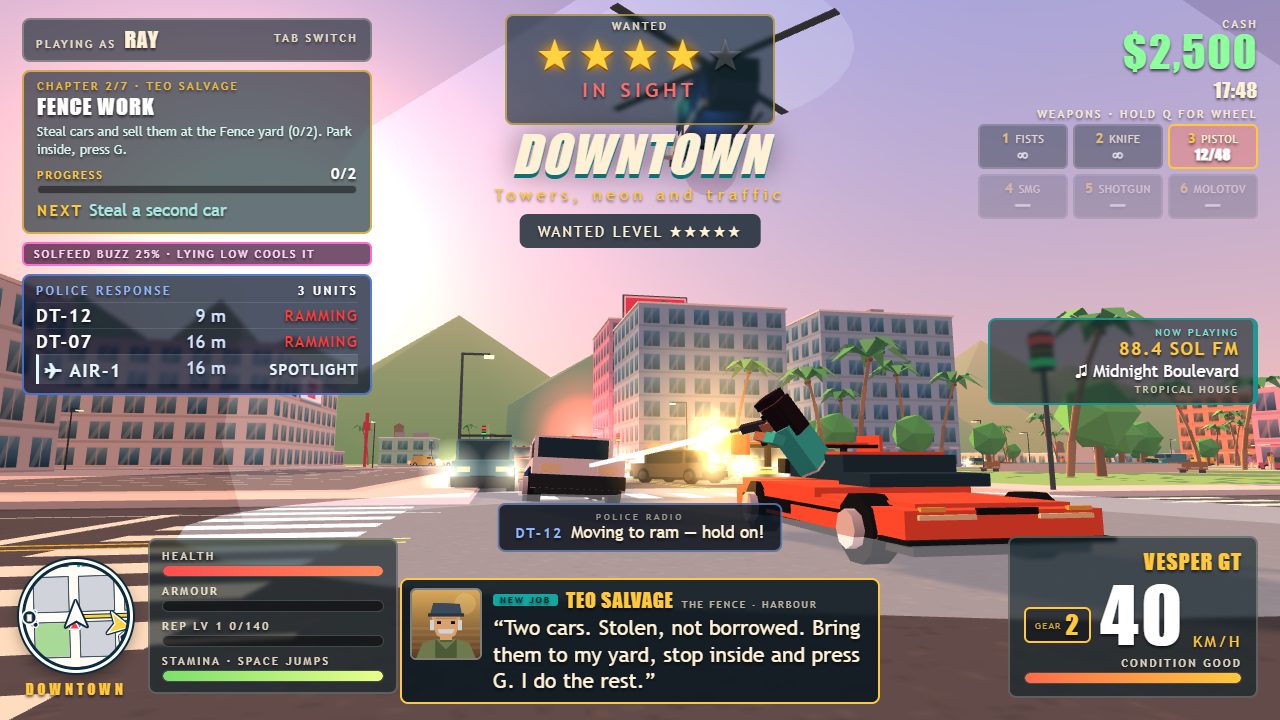 PLAYING AS RAY
TAB SWITCH
CHAPTER 2/7 · TEO SALVAGE
FENCE WORK
Steal cars and sell them at the Fence yard (0/2). Park
inside, press G.
PROGRESS 0/2
NEXT Steal a second car
SOLFEED BUZZ 25% · LYING LOW COOLS IT
POLICE RESPONSE 3 UNITS
DT-12 9 m RAMMING
DT-07 16 m RAMMING
AIR-1 16 m SPOTLIGHT
WANTED
★★★★★
IN SIGHT
DOWNTOWN
Towers, neon and traffic
WANTED LEVEL ★★★★★
CASH
$2,500
17:48
WEAPONS · HOLD Q FOR WHEEL
1 FISTS 2 KNIFE 3 PISTOL
∞ ∞ 12/48
4 SMG 5 SHOTGUN 6 MOLOTOV
— — —
NOW PLAYING
88.4 SOL FM
♫ Midnight Boulevard
TROPICAL HOUSE
POLICE RADIO
DT-12 Moving to ram — hold on!
HEALTH
ARMOUR
REP LV 1 0/140
STAMINA · SPACE JUMPS
DOWNTOWN
NEW JOB TEO SALVAGE THE FENCE · HARBOUR
“Two cars. Stolen, not borrowed. Bring
them to my yard, stop inside and press
G. I do the rest.”
VESPER GT
GEAR 2 40 KM/H
CONDITION GOOD